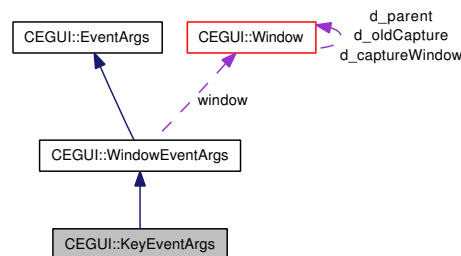 CEGUI::EventArgs
CEGUI::Window
d_parent
d_oldCapture
d_captureWindow
window
CEGUI::WindowEventArgs
CEGUI::KeyEventArgs